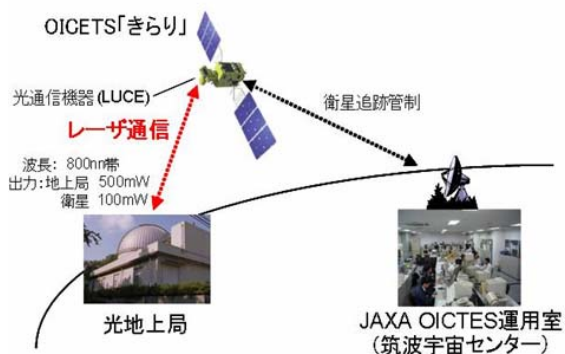 OICETS「きらり」
光通信機器(LUCE)
レーザ通信
衛星追跡管制
波長: 800nm帯
出力:地上局 500mW
衛星 100mW
光地上局
JAXA OICTES運用室
(筑波宇宙センター)